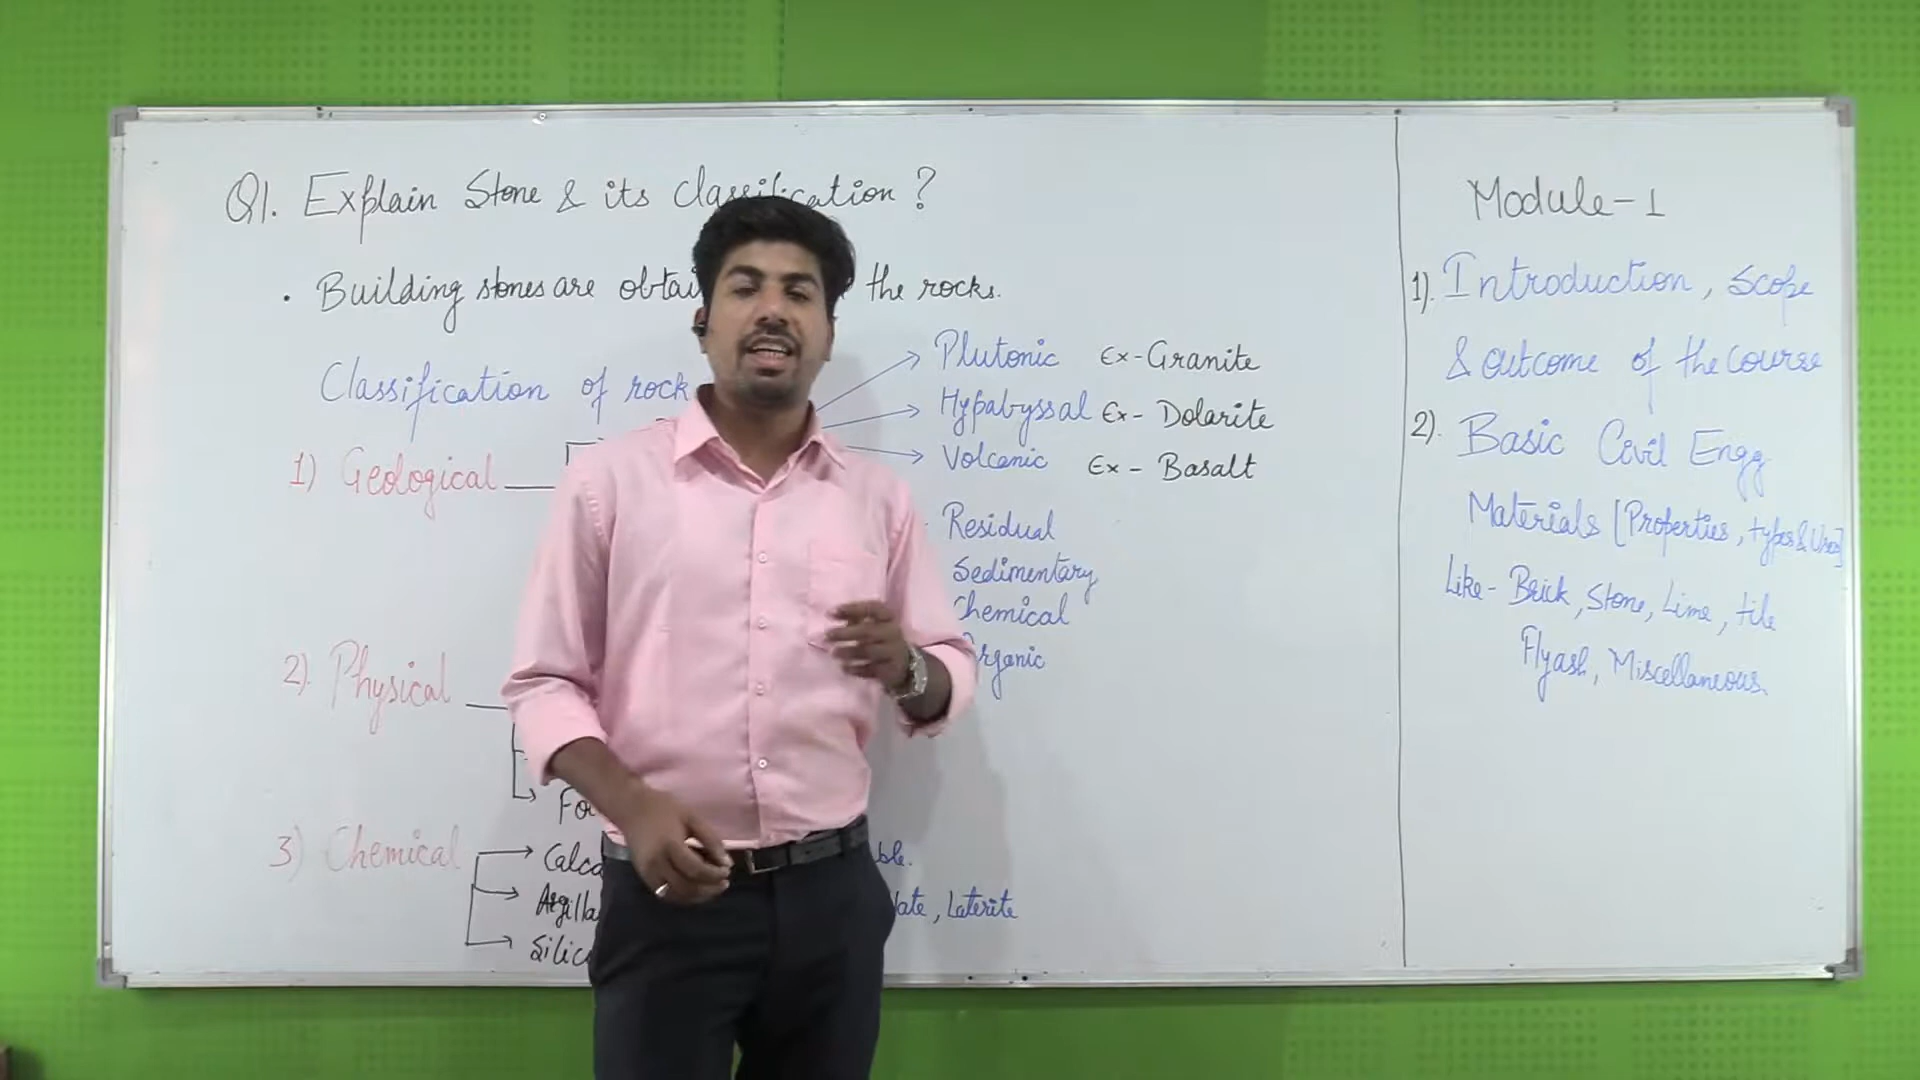 Q1. Explain Stone & its classification ?
• Building stones are the rocks.
Classification of rock
1) Geological
Plutonic Ex-Granite
Hypabyssal Ex- Dolarite
Volcanic Ex - Basalt
Residual
Sedimentary
Chemical
2). Physical
3) Chemical
, Laterite
Module-1
1). Introduction, Scope
& outcome of the course
2). Basic Civil Engg
Materials [Properties, types & Uses]
Like- Brick, Stone, Lime, tile
Flyash, Miscellaneous.